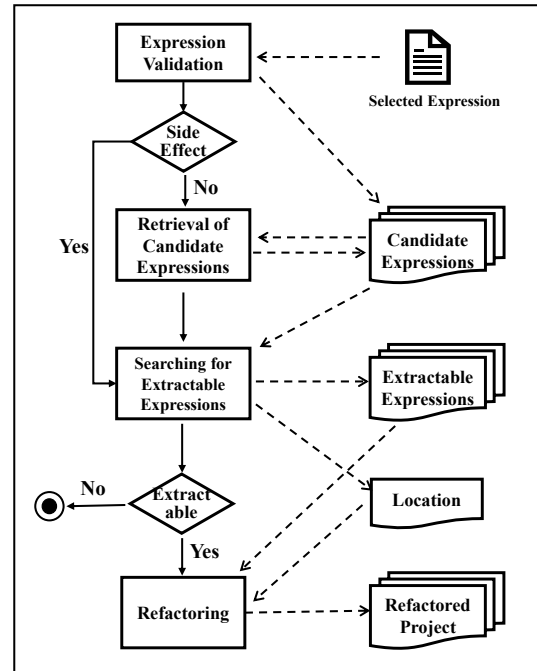 Expression
Validation
Selected Expression
Side
Effect
No
Yes
Retrieval of
Candidate
Expressions
Candidate
Expressions
Searching for
Extractable
Expressions
Extractable
Expressions
No
Extract
able
Location
Yes
Refactoring
Refactored
Project